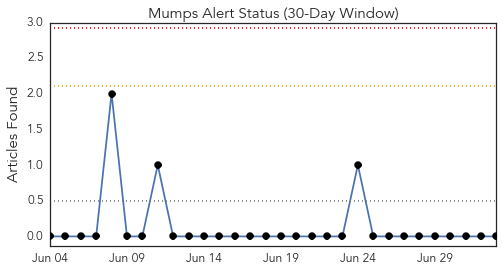 Mumps Alert Status (30-Day Window)
3.0
2.5
2.0
1.5
1.0
0.5
0.0
Articles Found
Jun 04 Jun 09 Jun 14 Jun 19 Jun 24 Jun 29